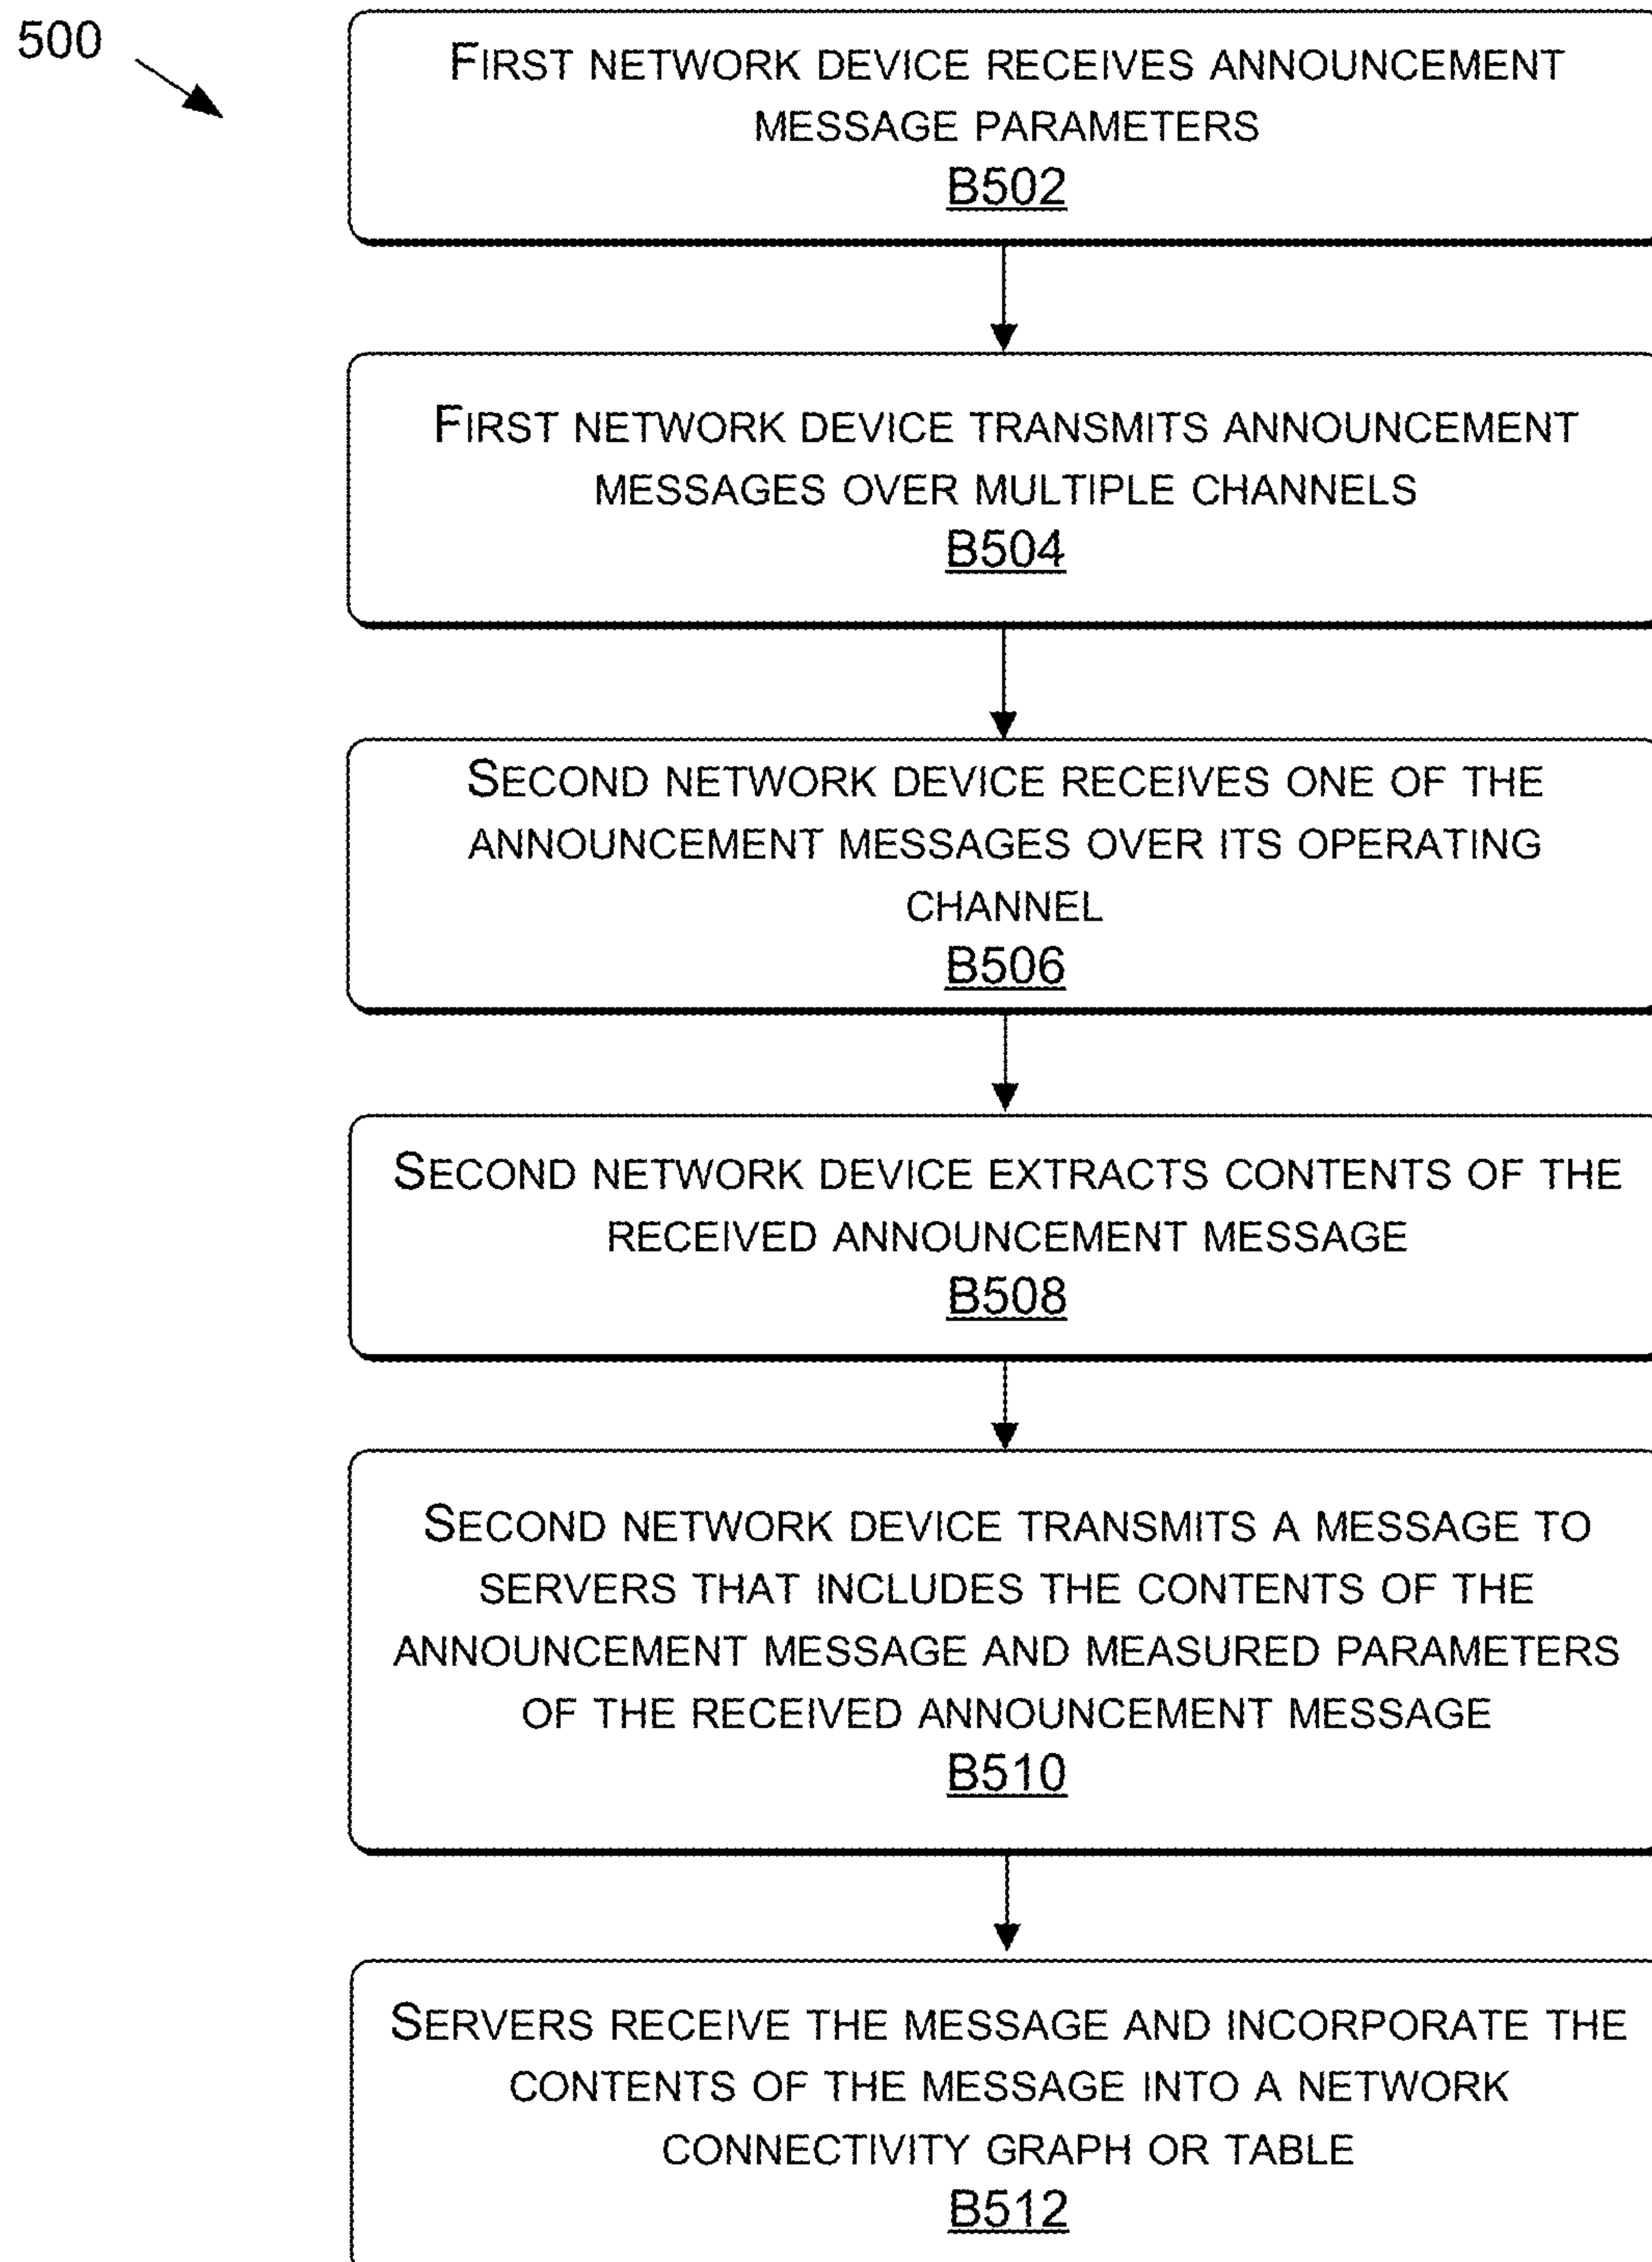 500
FIRST NETWORK DEVICE RECEIVES ANNOUNCEMENT
MESSAGE PARAMETERS
B502
FIRST NETWORK DEVICE TRANSMITS ANNOUNCEMENT
MESSAGES OVER MULTIPLE CHANNELS
B504
SECOND NETWORK DEVICE RECEIVES ONE OF THE
ANNOUNCEMENT MESSAGES OVER ITS OPERATING
CHANNEL
B506
SECOND NETWORK DEVICE EXTRACTS CONTENTS OF THE
RECEIVED ANNOUNCEMENT MESSAGE
B508
SECOND NETWORK DEVICE TRANSMITS A MESSAGE TO
SERVERS THAT INCLUDES THE CONTENTS OF THE
ANNOUNCEMENT MESSAGE AND MEASURED PARAMETERS
OF THE RECEIVED ANNOUNCEMENT MESSAGE
B510
SERVERS RECEIVE THE MESSAGE AND INCORPORATE THE
CONTENTS OF THE MESSAGE INTO A NETWORK
CONNECTIVITY GRAPH OR TABLE
B512